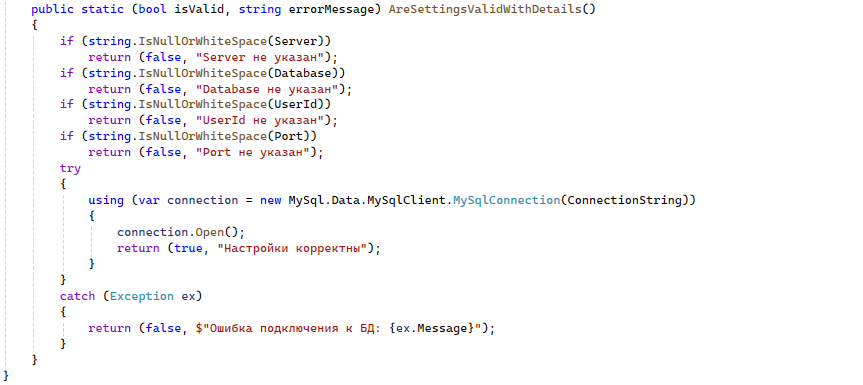 public static (bool isValid, string errorMessage) AreSettingsValidWithDetails()
{
if (string.IsNullOrWhiteSpace(Server))
return (false, "Server не указан");
if (string.IsNullOrWhiteSpace(Database))
return (false, "Database не указан");
if (string.IsNullOrWhiteSpace(UserId))
return (false, "UserId не указан");
if (string.IsNullOrWhiteSpace(Port))
return (false, "Port не указан");
try
{
using (var connection = new MySql.Data.MySqlClient.MySqlConnection(ConnectionString))
{
connection.Open();
return (true, "Настройки корректны");
}
}
catch (Exception ex)
{
return (false, $"Ошибка подключения к БД: {ex.Message}");
}
}
}